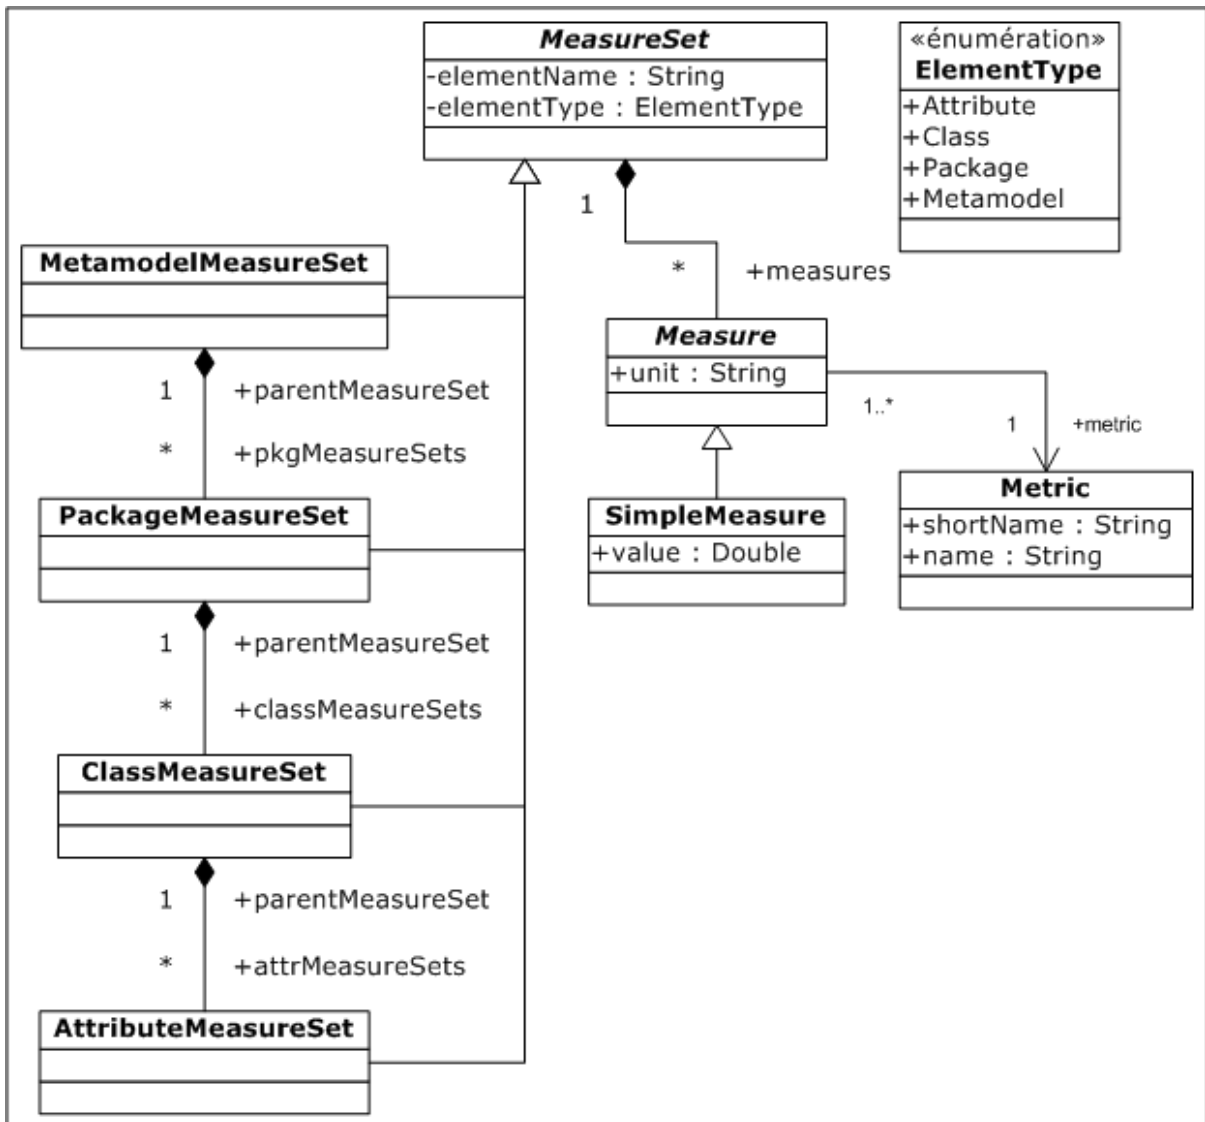 MeasureSet
-elementName : String
-elementType : ElementType
«énumération»
ElementType
+Attribute
+Class
+Package
+Metamodel
1
*
+measures
MetamodelMeasureSet
1
+parentMeasureSet
*
+pkgMeasureSets
Measure
+unit : String
1..*
1
+metric
Metric
+shortName : String
+name : String
SimpleMeasure
+value : Double
PackageMeasureSet
1
+parentMeasureSet
*
+classMeasureSets
ClassMeasureSet
1
+parentMeasureSet
*
+attrMeasureSets
AttributeMeasureSet